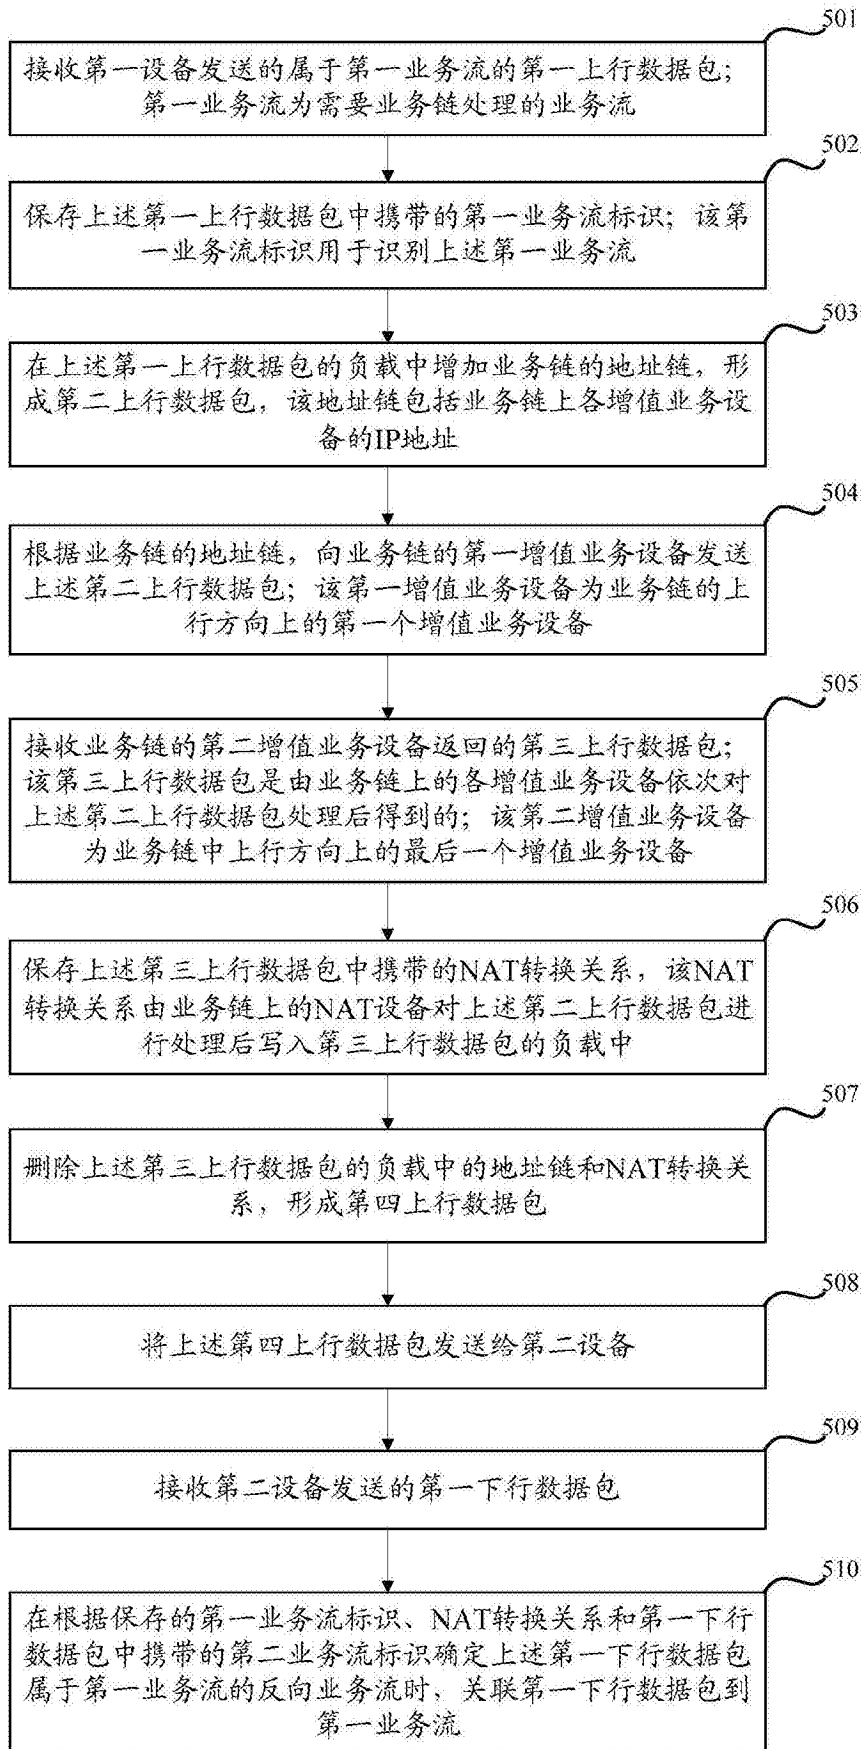 501
接收第一设备发送的属于第一业务流的第一上行数据包；
第一业务流为需要业务链处理的业务流
502
保存上述第一上行数据包中携带的第一业务流标识；该第
一业务流标识用于识别上述第一业务流
503
在上述第一上行数据包的负载中增加业务链的地址链，形
成第二上行数据包，该地址链包括业务链上各增值业务设
备的IP地址
504
根据业务链的地址链，向业务链的第一增值业务设备发送
上述第二上行数据包；该第一增值业务设备为业务链的上
行方向上的第一个增值业务设备
505
接收业务链的第二增值业务设备返回的第三上行数据包；
该第三上行数据包是由业务链上的各增值业务设备依次对
上述第二上行数据包处理后得到的；该第二增值业务设备
为业务链中上行方向上的最后一个增值业务设备
506
保存上述第三上行数据包中携带的NAT转换关系，该NAT
转换关系由业务链上的NAT设备对上述第二上行数据包进
行处理后写入第三上行数据包的负载中
507
删除上述第三上行数据包的负载中的地址链和NAT转换关
系，形成第四上行数据包
508
将上述第四上行数据包发送给第二设备
509
接收第二设备发送的第一下行数据包
510
在根据保存的第一业务流标识、NAT转换关系和第一下行
数据包中携带的第二业务流标识确定上述第一下行数据包
属于第一业务流的反向业务流时，关联第一下行数据包到
第一业务流